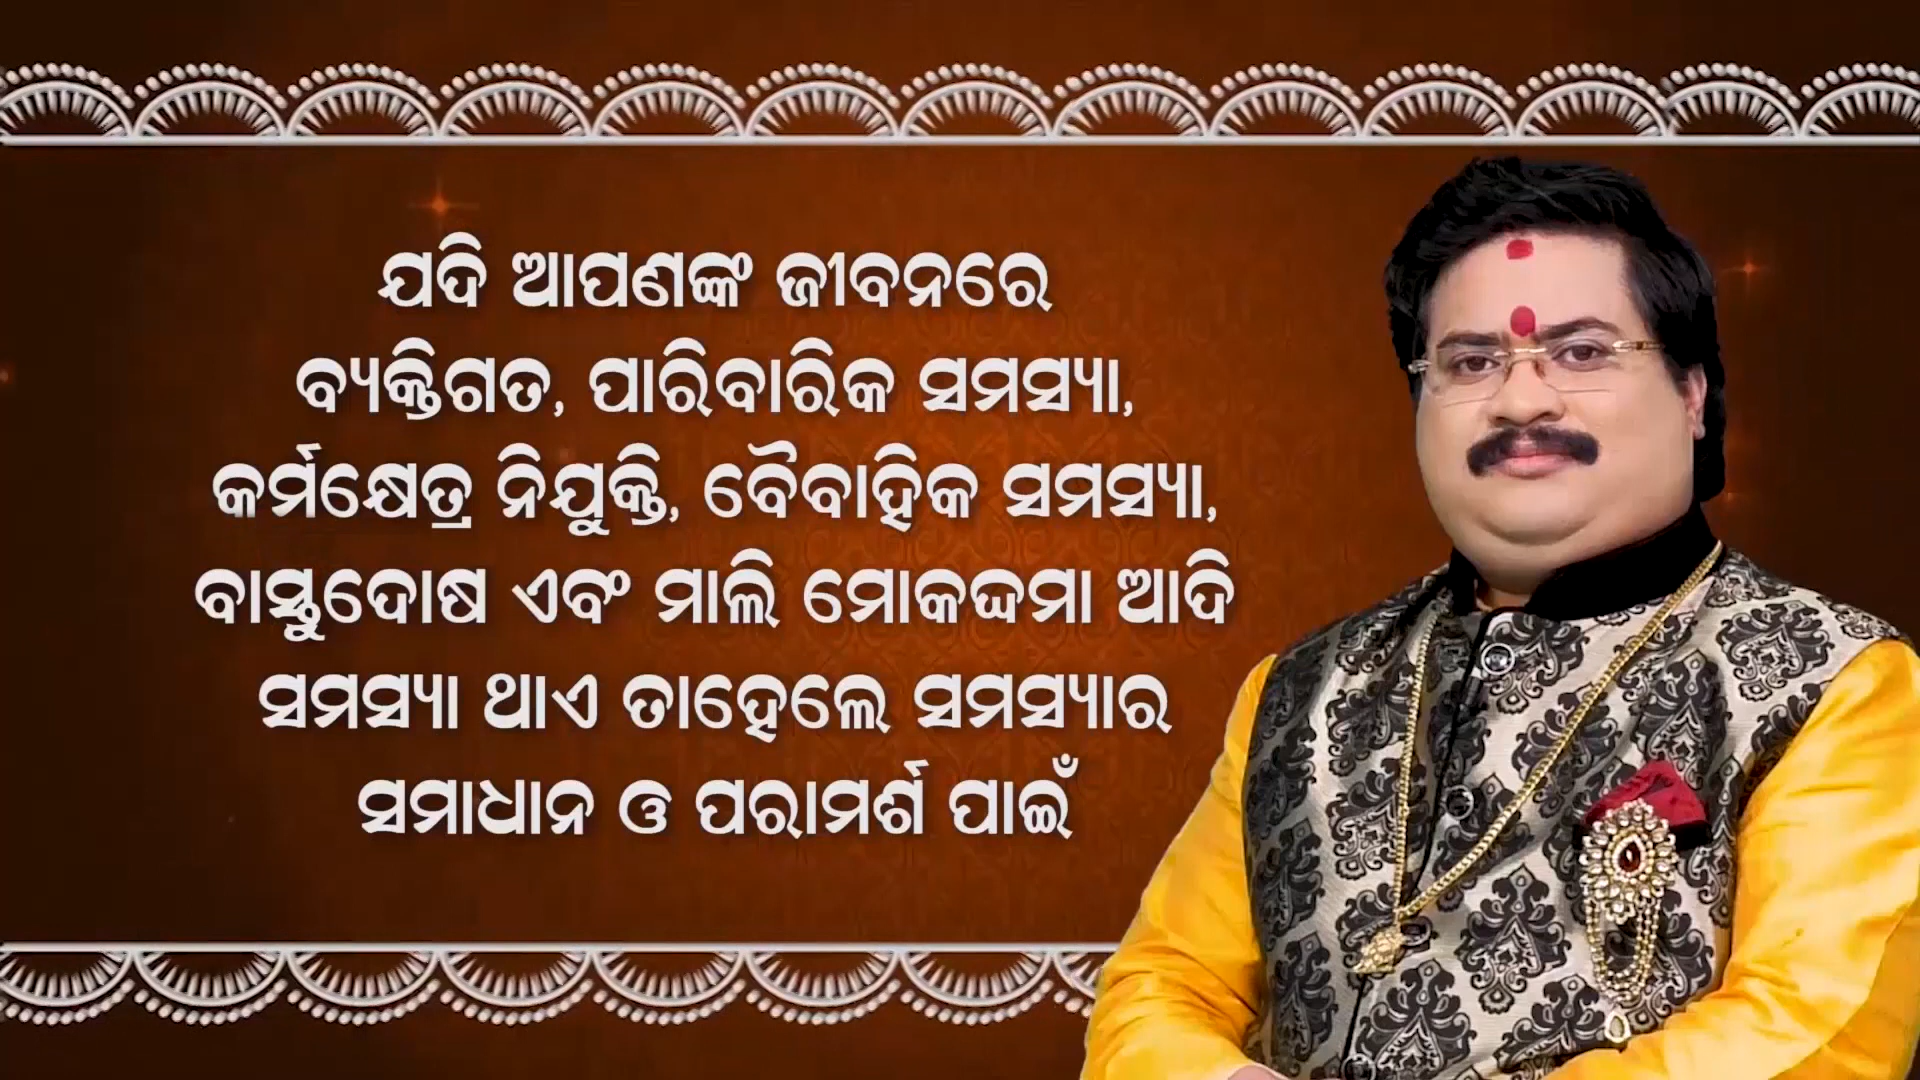 ଯଦି ଆପଣଙ୍କ ଜୀବନରେ
ବ୍ୟକ୍ତିଗତ, ପାରିବାରିକ ସମସ୍ୟା,
କର୍ମକ୍ଷେତ୍ର ନିଯୁକ୍ତି, ବୈବାହିକ ସମସ୍ୟା,
ବାସ୍ତୁଦୋଷ ଏବଂ ମାଲି ମୋକଦ୍ଦମା ଆଦି
ସମସ୍ୟା ଥାଏ ତାହେଲେ ସମସ୍ୟାର
ସମାଧାନ ଓ ପରାମର୍ଶ ପାଇଁ